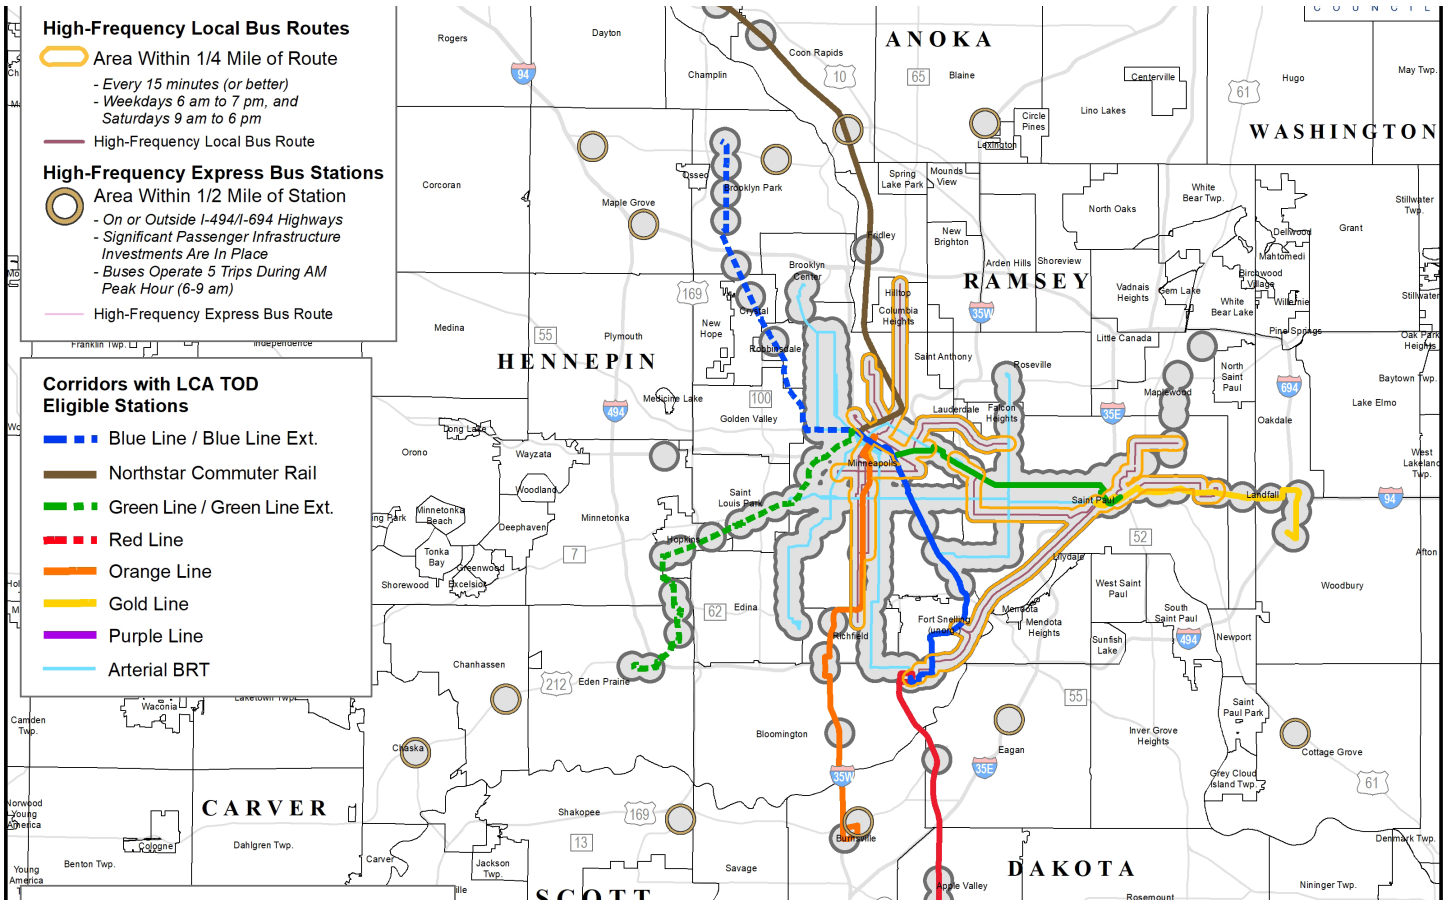 High-Frequency Local Bus Routes
Area Within 1/4 Mile of Route
- Every 15 minutes (or better)
- Weekdays 6 am to 7 pm, and
Saturdays 9 am to 6 pm
High-Frequency Local Bus Route
High-Frequency Express Bus Stations
Area Within 1/2 Mile of Station
- On or Outside I-494/I-694 Highways
- Significant Passenger Infrastructure
Investments Are In Place
- Buses Operate 5 Trips During AM
Peak Hour (6-9 am)
High-Frequency Express Bus Route
Corridors with LCA TOD
Eligible Stations
Blue Line / Blue Line Ext.
Northstar Commuter Rail
Green Line / Green Line Ext.
Red Line
Orange Line
Gold Line
Purple Line
Arterial BRT
COUNCIL
ANOKA
WASHINGTON
HENNEPIN
RAMSEY
CARVER
SCOTT
DAKOTA
Rogers
Dayton
Champlin
Coon Rapids
Blaine
Centerville
Hugo
May Twp.
Lino Lakes
Circle
Pines
Lexington
94
10
65
61
Corcoran
Maple Grove
Osseo
Brooklyn Park
Spring
Lake Park
Mounds
View
North Oaks
White
Bear Twp.
Stillwater
Twp.
Grant
Dellwood
Mahtomedi
Birchwood
Village
Willernie
White
Bear Lake
Gem Lake
Pine Springs
Stillwater
Oak Park
Heights
Fridley
New
Brighton
Arden Hills
Shoreview
Vadnais
Heights
Little Canada
Brooklyn
Center
Hilltop
Columbia
Heights
Crystal
New
Hope
Robbinsdale
169
35W
Medina
55
Plymouth
Franklin Twp.
Independence
Saint Anthony
Roseville
Maplewood
North
Saint
Paul
694
Baytown Twp.
Lake Elmo
Oakdale
Medicine Lake
494
100
Golden Valley
Lauderdale
Falcon
Heights
35E
Long Lake
Orono
Wayzata
Woodland
Minnetonka
Beach
Deephaven
Minnetonka
Tonka
Bay
Greenwood
Shorewood
Excelsior
Saint
Louis Park
Hopkins
7
Minneapolis
Saint Paul
Landfall
West
Lakeland
Twp.
94
52
Afton
Woodbury
Lilydale
West Saint
Paul
South
Saint Paul
Mendota
Mendota
Heights
Sunfish
Lake
494
Newport
62
Edina
Richfield
Fort Snelling
(unorg.)
Chanhassen
212
Eden Prairie
Laketown Twp.
Waconia
Camden
Twp.
Chaska
Bloomington
55
Saint
Paul Park
Inver Grove
Heights
Eagan
35E
Cottage Grove
Grey Cloud
Island Twp.
61
35W
Norwood
Young
America
Cologne
Dahlgren Twp.
Benton Twp.
Young
America
Carver
Shakopee
169
13
Jackson
Twp.
Savage
Burnsville
Apple Valley
Rosemount
Denmark Twp.
Nininger Twp.